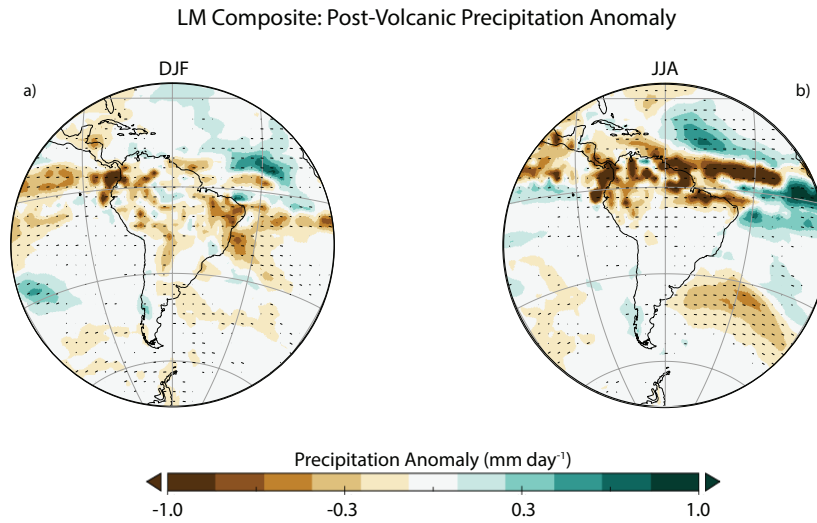 LM Composite: Post-Volcanic Precipitation Anomaly
DJF
JJA
a)
b)
Precipitation Anomaly (mm day⁻¹)
-1.0
-0.3
0.3
1.0